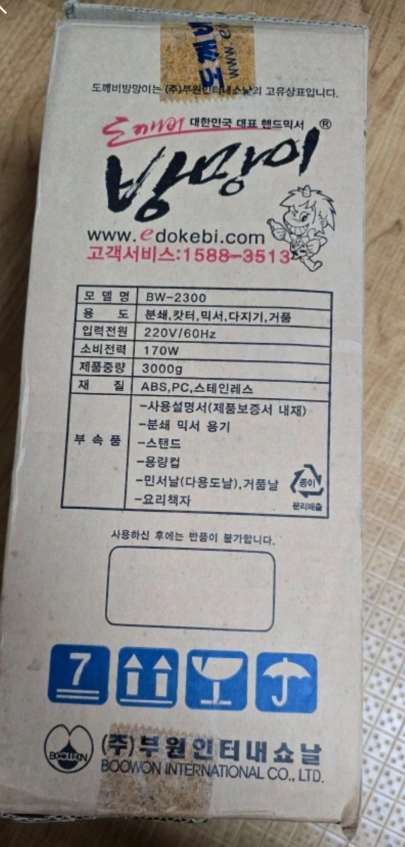 도깨비
www.e
도깨비방망이는 (주)부원인터내쇼날의 고유상표입니다.
도깨비 대한민국 대표 핸드믹서 ®
방망이
www.edokebi.com
고객서비스:1588-3513
모델명 BW-2300
용 도 분쇄,캇터,믹서,다지기,거품
입력전원 220V/60Hz
소비전력 170W
제품중량 3000g
재 질 ABS,PC,스테인레스
부속품
-사용설명서(제품보증서 내재)
-분쇄 믹서 용기
-스탠드
-용량컵
-민서날(다용도날),거품날
-요리책자
종이
분리배출
사용하신 후에는 반품이 불가합니다.
7
BOOWON
(주)부원인터내쇼날
BOOWON INTERNATIONAL CO., LTD.